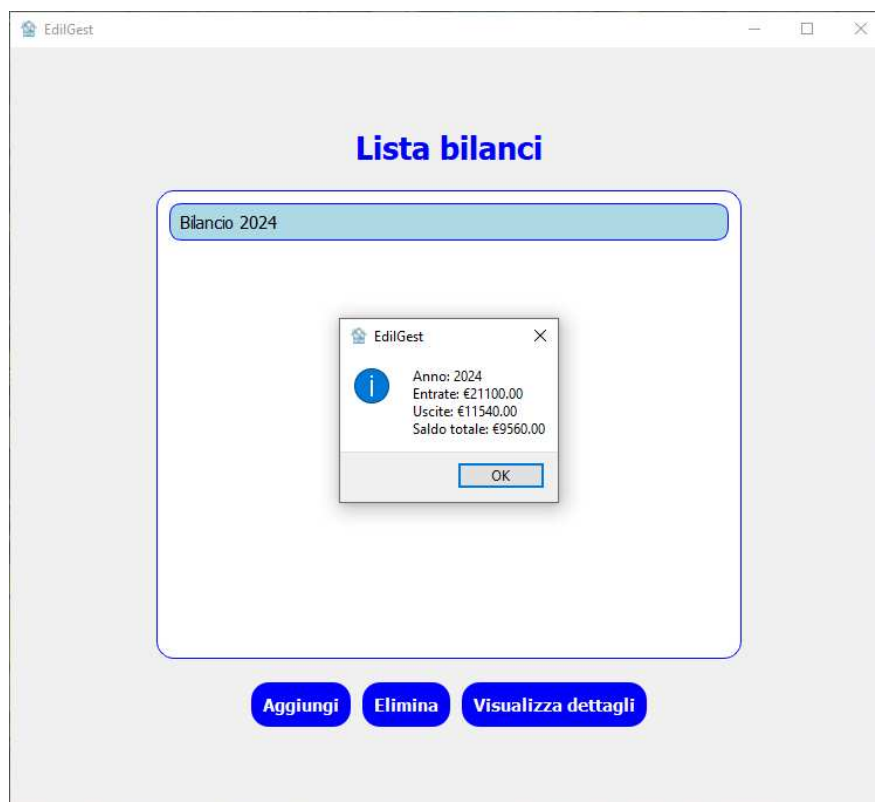 EdilGest
Lista bilanci
Bilancio 2024
EdilGest
Anno: 2024
Entrate: €21100.00
Uscite: €11540.00
Saldo totale: €9560.00
OK
Aggiungi Elimina Visualizza dettagli